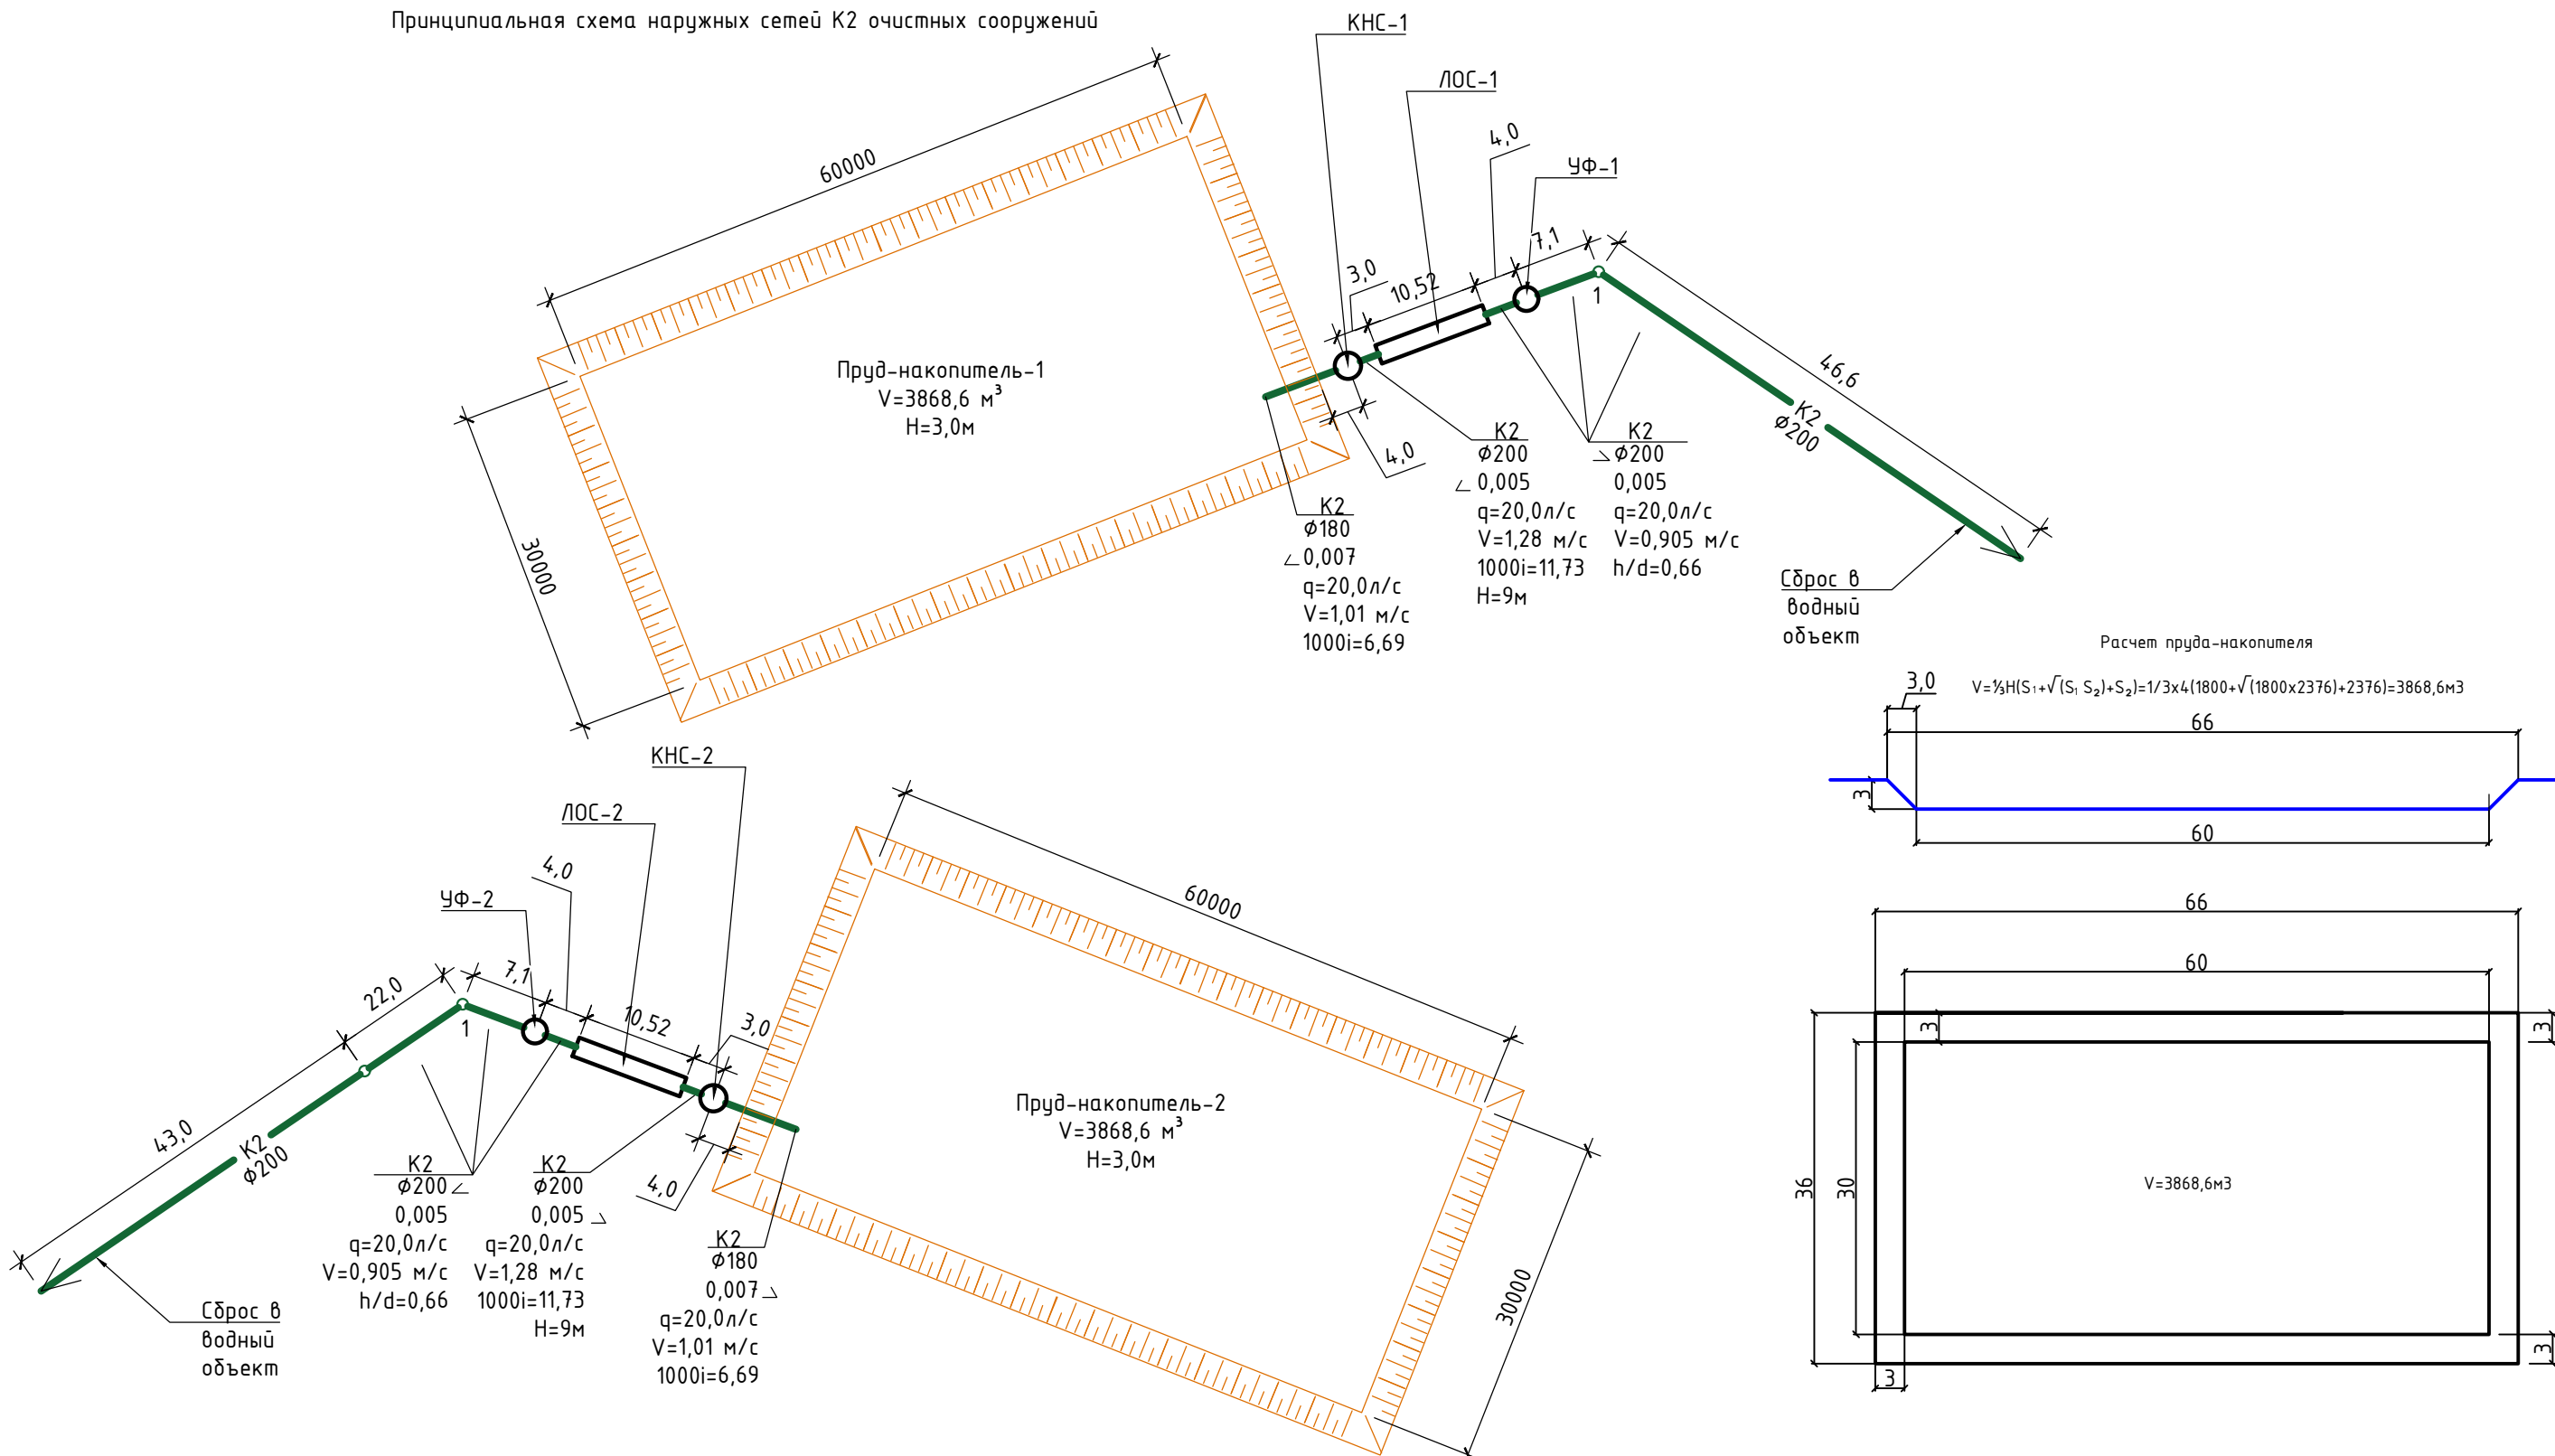 Принципиальная схема наружных сетей К2 очистных сооружений
КНС-1
ЛОС-1
4,0
УФ-1
60000
7,1
3,0
10,52
1
46,6
К2
Ø200
30000
Пруд-накопитель-1
V=3868,6 м³
H=3,0м
4,0
К2
Ø180
0,007
q=20,0л/с
V=1,01 м/с
1000i=6,69
К2
Ø200
0,005
q=20,0л/с
V=1,28 м/с
1000i=11,73
H=9м
К2
Ø200
0,005
q=20,0л/с
V=0,905 м/с
h/d=0,66
Сброс в
водный
объект
Расчет пруда-накопителя
V=⅓H(S₁+√(S₁ S₂)+S₂)=1/3х4(1800+√(1800х2376)+2376)=3868,6м3
3,0
66
3
60
КНС-2
ЛОС-2
4,0
УФ-2
7,1
22,0
10,52
3,0
1
43,0
К2
Ø200
60000
Пруд-накопитель-2
V=3868,6 м³
H=3,0м
30000
4,0
К2
Ø200
0,005
q=20,0л/с
V=0,905 м/с
h/d=0,66
К2
Ø200
0,005
q=20,0л/с
V=1,28 м/с
1000i=11,73
H=9м
К2
Ø180
0,007
q=20,0л/с
V=1,01 м/с
1000i=6,69
Сброс в
водный
объект
66
60
3
3
36
30
V=3868,6м3
3
3